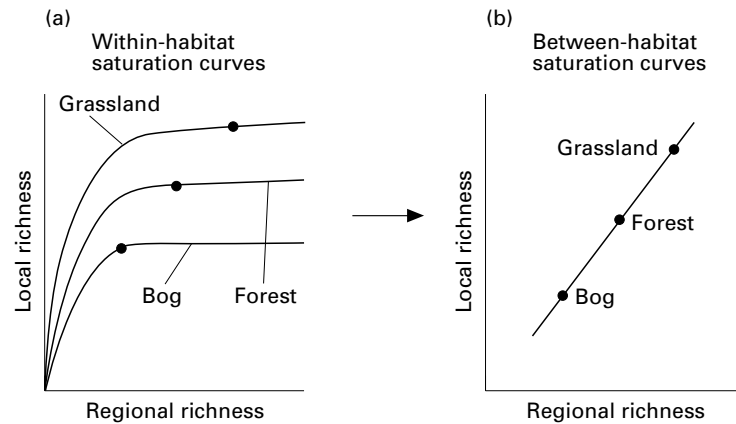 (a)
Within-habitat
saturation curves
Grassland
Bog
Forest
Local richness
Regional richness
(b)
Between-habitat
saturation curves
Grassland
Forest
Bog
Local richness
Regional richness